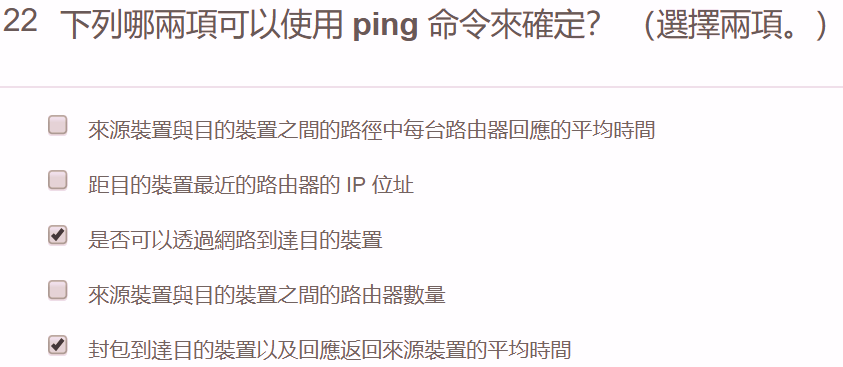 22 下列哪兩項可以使用 ping 命令來確定？ （選擇兩項。）
來源裝置與目的裝置之間的路徑中每台路由器回應的平均時間
距目的裝置最近的路由器的 IP 位址
是否可以透過網路到達目的裝置
來源裝置與目的裝置之間的路由器數量
封包到達目的裝置以及回應返回來源裝置的平均時間